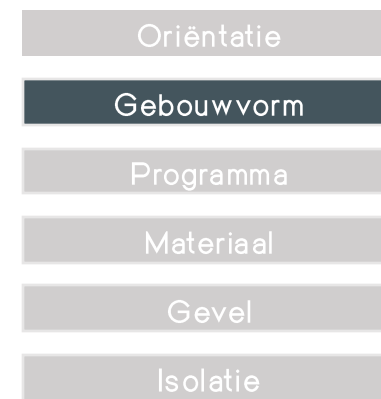 Oriëntatie
Gebouwvorm
Programma
Materiaal
Gevel
Isolatie